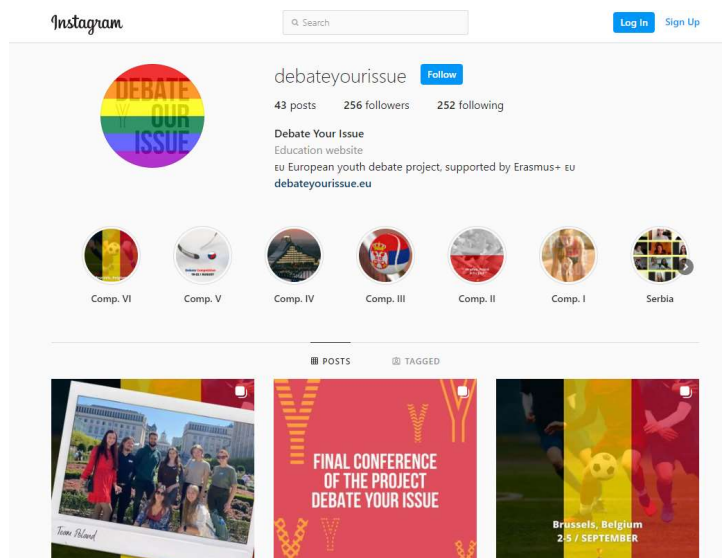 Instagram
Search
Log In
Sign Up
DEBATE
Y OUR
ISSUE
debateyourissue
Follow
43 posts 256 followers 252 following
Debate Your Issue
Education website
EU European youth debate project, supported by Erasmus+ EU
debateyourissue.eu
Comp. VI
Comp. V
Comp. IV
Comp. III
Comp. II
Comp. I
Serbia
POSTS
TAGGED
Team Poland
FINAL CONFERENCE
OF THE PROJECT
DEBATE YOUR ISSUE
Brussels, Belgium
2-5 / SEPTEMBER